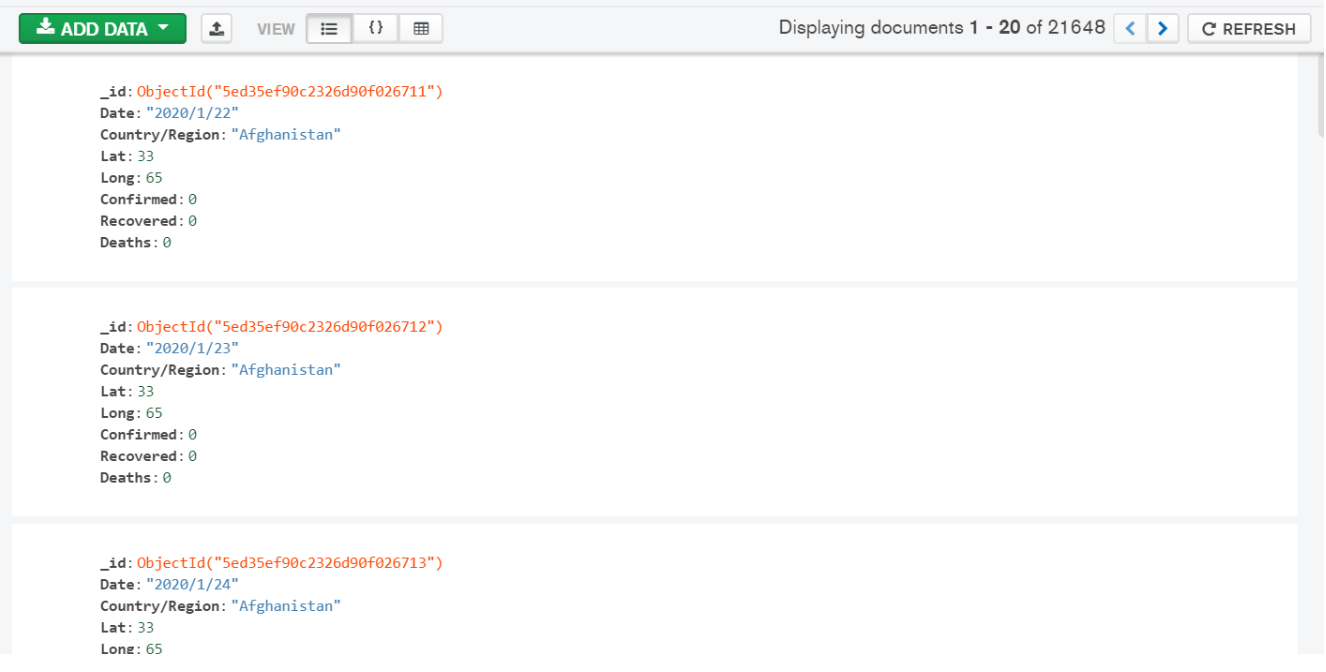 ADD DATA VIEW {} Displaying documents 1 - 20 of 21648 < > REFRESH
_id: ObjectId("5ed35ef90c2326d90f026711")
Date: "2020/1/22"
Country/Region: "Afghanistan"
Lat: 33
Long: 65
Confirmed: 0
Recovered: 0
Deaths: 0
_id: ObjectId("5ed35ef90c2326d90f026712")
Date: "2020/1/23"
Country/Region: "Afghanistan"
Lat: 33
Long: 65
Confirmed: 0
Recovered: 0
Deaths: 0
_id: ObjectId("5ed35ef90c2326d90f026713")
Date: "2020/1/24"
Country/Region: "Afghanistan"
Lat: 33
Long: 65